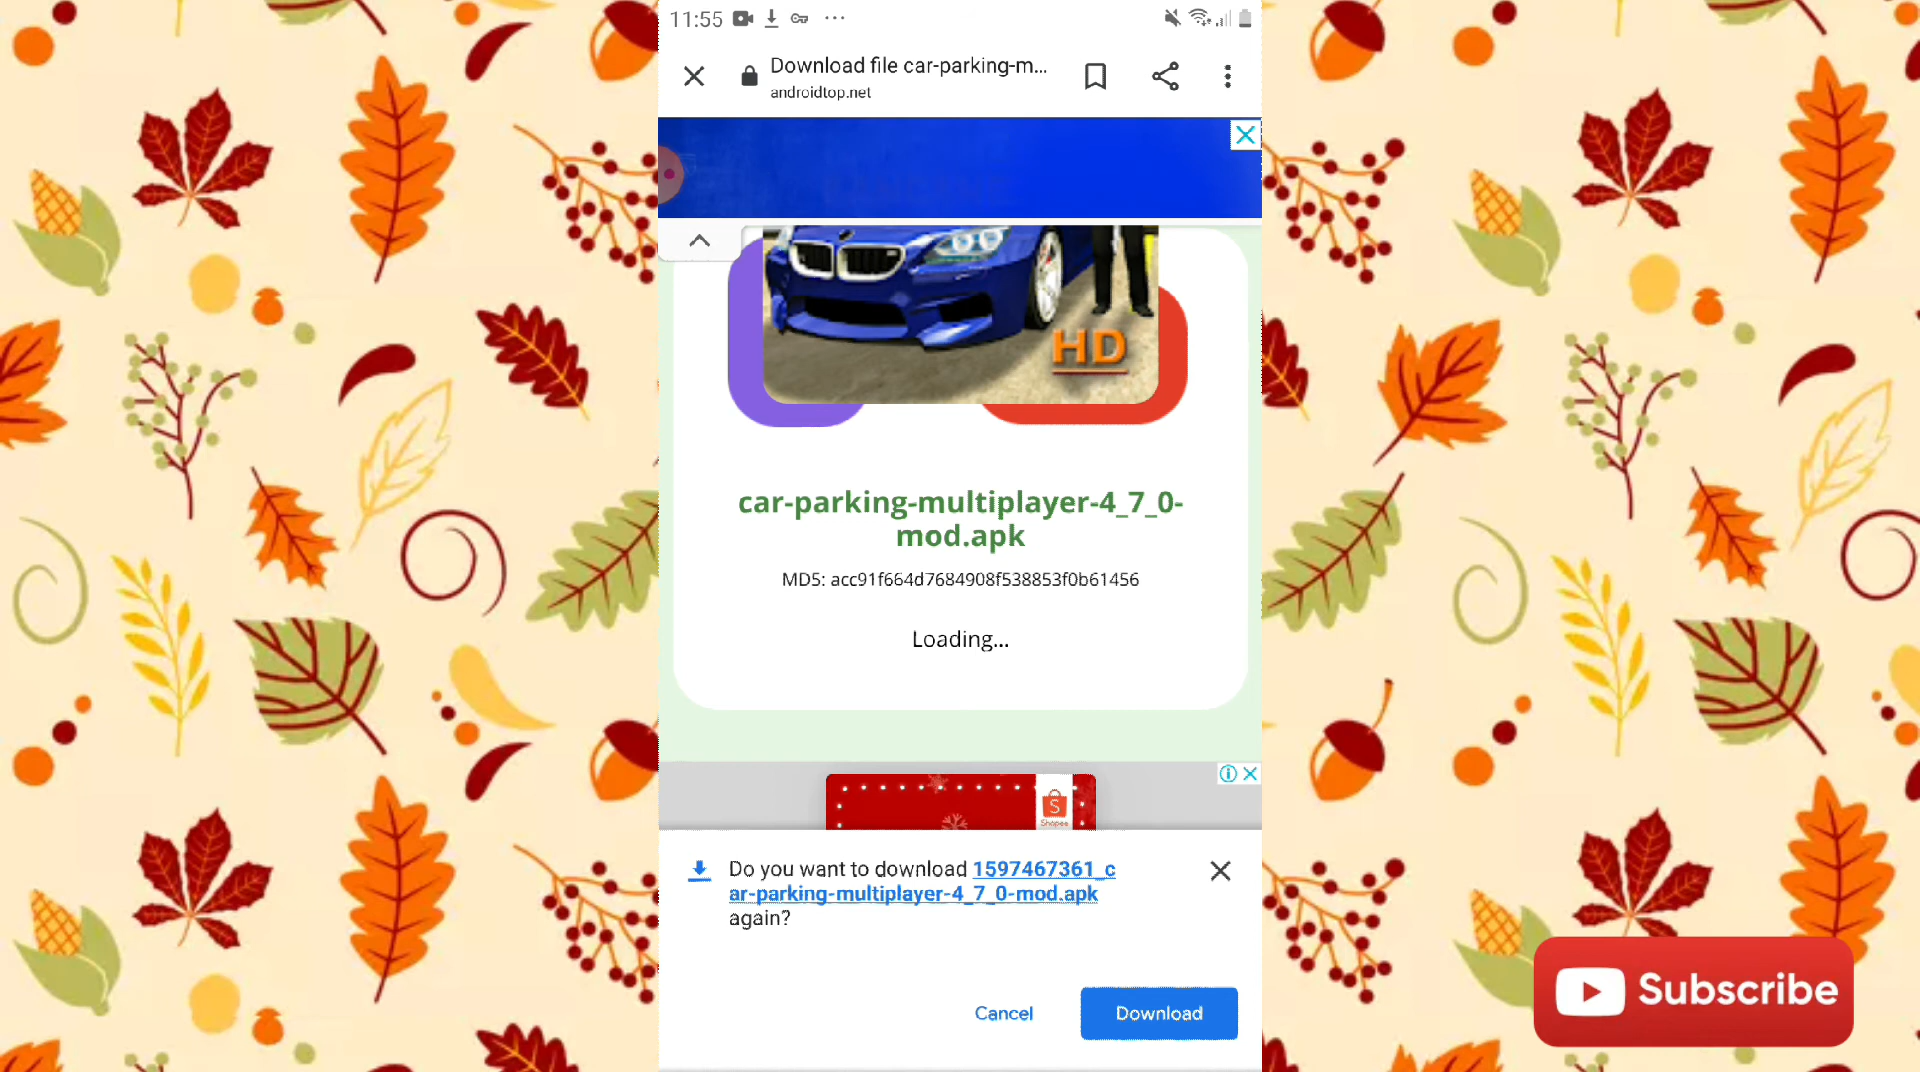 11:55
Download file car-parking-m...
androidtop.net
HD
car-parking-multiplayer-4_7_0-
mod.apk
MD5: acc91f664d7684908f538853f0b61456
Loading...
S
Shopee
Do you want to download 1597467361_c
ar-parking-multiplayer-4_7_0-mod.apk
again?
Cancel
Download
Subscribe